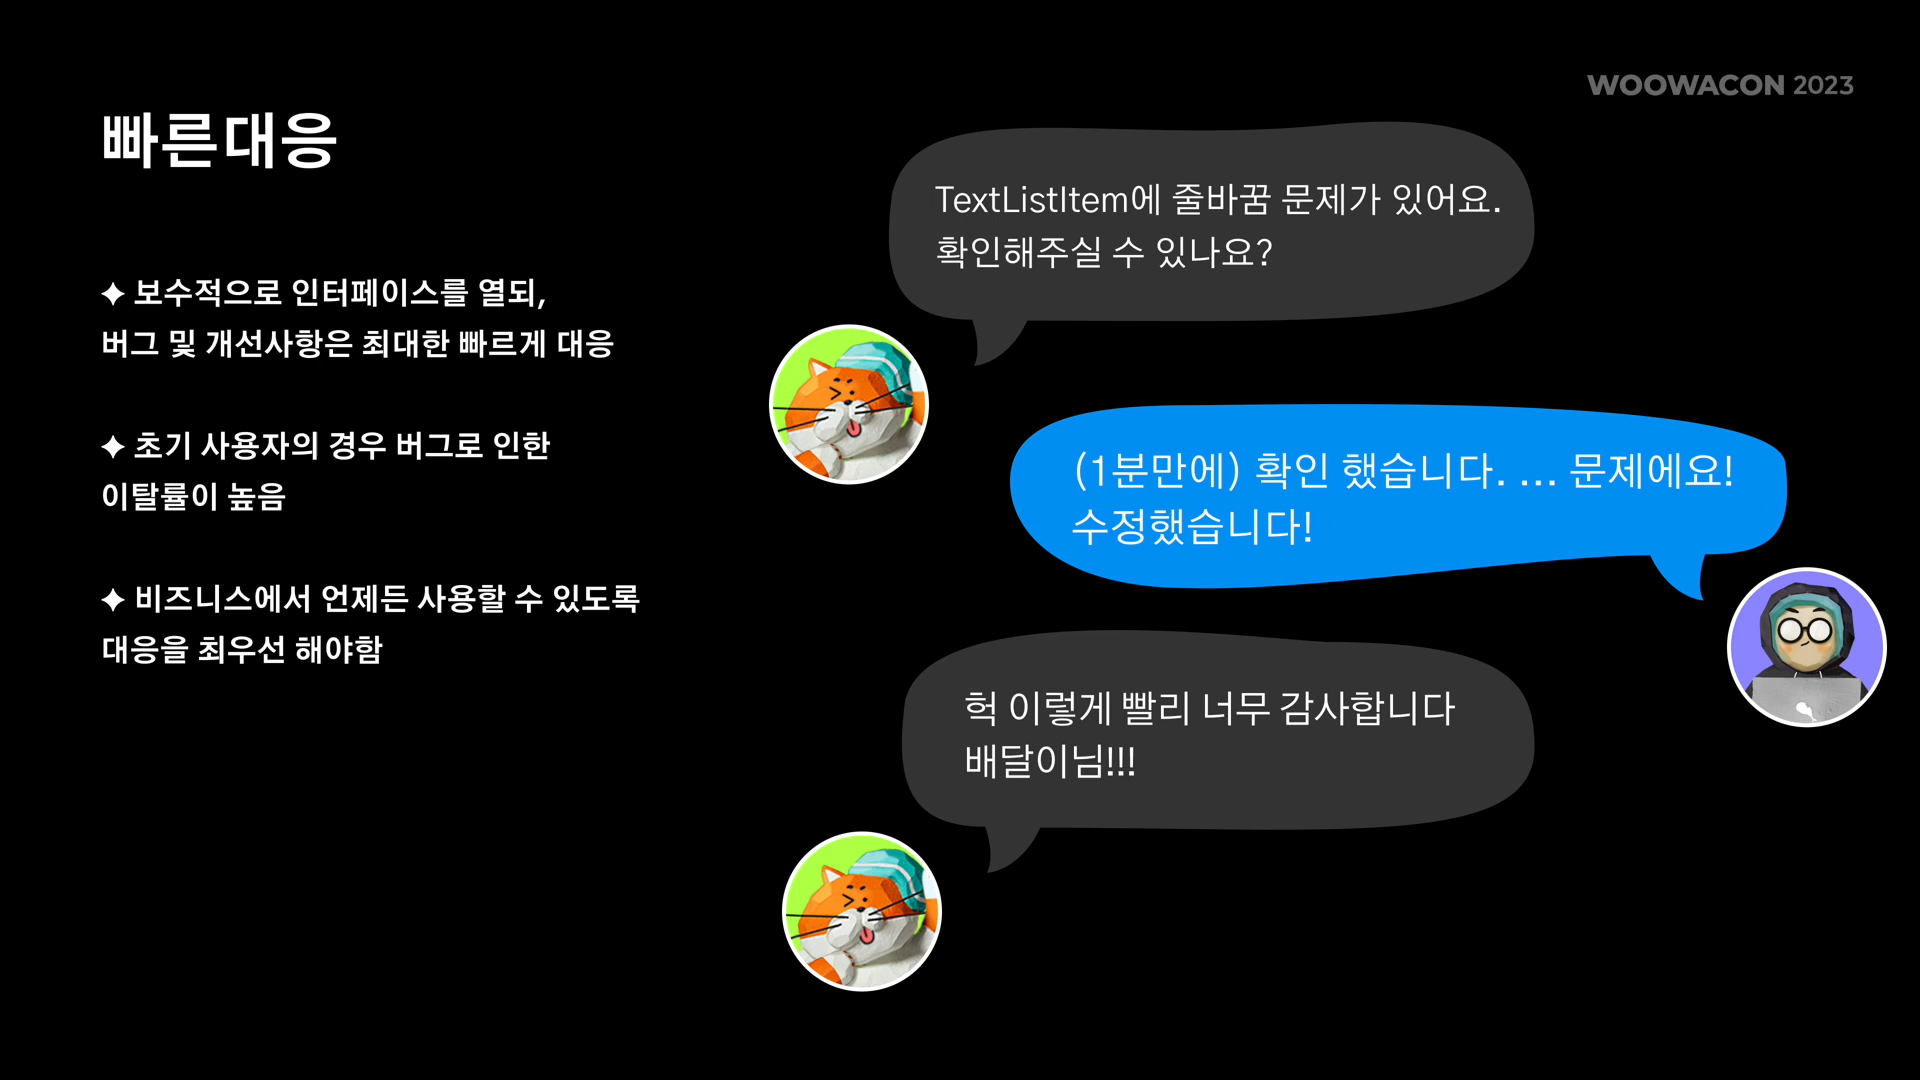 WOOWACON 2023
빠른대응
✦ 보수적으로 인터페이스를 열되,
버그 및 개선사항은 최대한 빠르게 대응
✦ 초기 사용자의 경우 버그로 인한
이탈률이 높음
✦ 비즈니스에서 언제든 사용할 수 있도록
대응을 최우선 해야함
TextListItem에 줄바꿈 문제가 있어요.
확인해주실 수 있나요?
(1분만에) 확인 했습니다. ... 문제에요!
수정했습니다!
헉 이렇게 빨리 너무 감사합니다
배달이님!!!